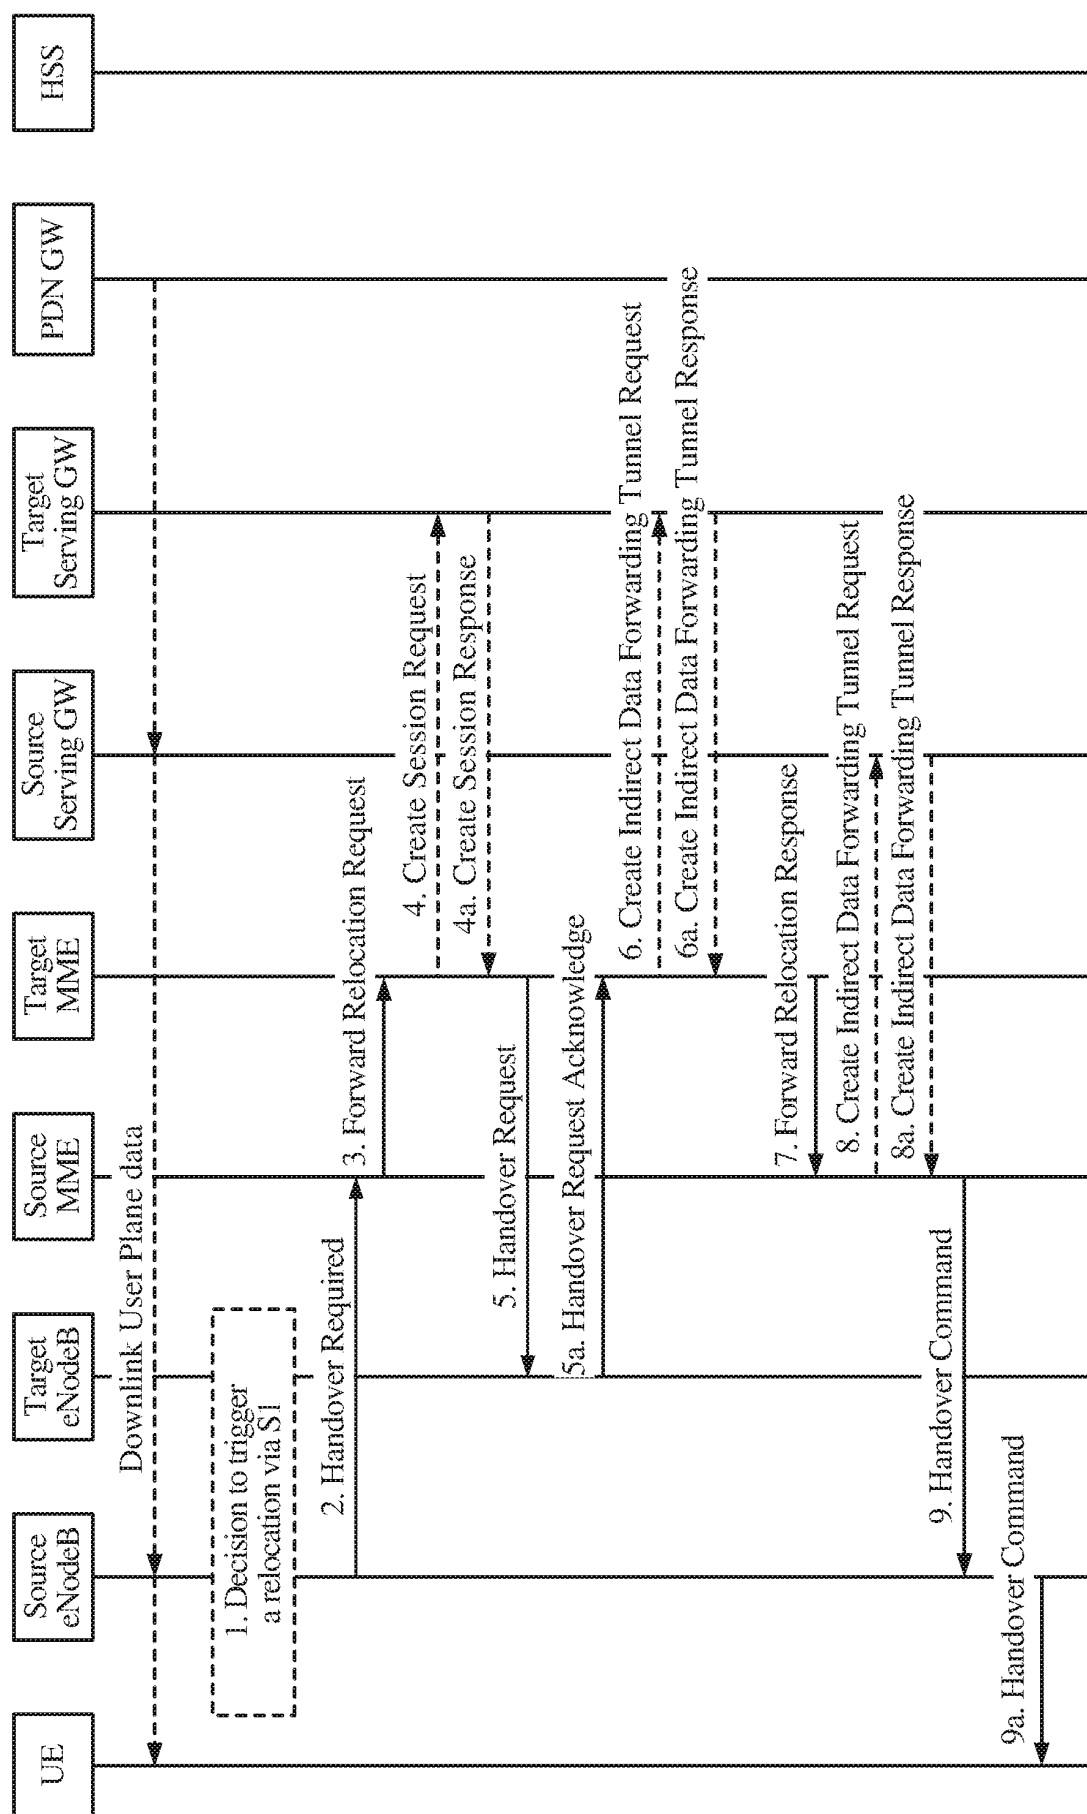 UE
Source
eNodeB
Target
eNodeB
Source
MME
Target
MME
Source
Serving GW
Target
Serving GW
PDN GW
HSS
Downlink User Plane data
1. Decision to trigger
a relocation via S1
2. Handover Required
3. Forward Relocation Request
4. Create Session Request
4a. Create Session Response
5. Handover Request
5a. Handover Request Acknowledge
6. Create Indirect Data Forwarding Tunnel Request
6a. Create Indirect Data Forwarding Tunnel Response
7. Forward Relocation Response
8. Create Indirect Data Forwarding Tunnel Request
8a. Create Indirect Data Forwarding Tunnel Response
9. Handover Command
9a. Handover Command